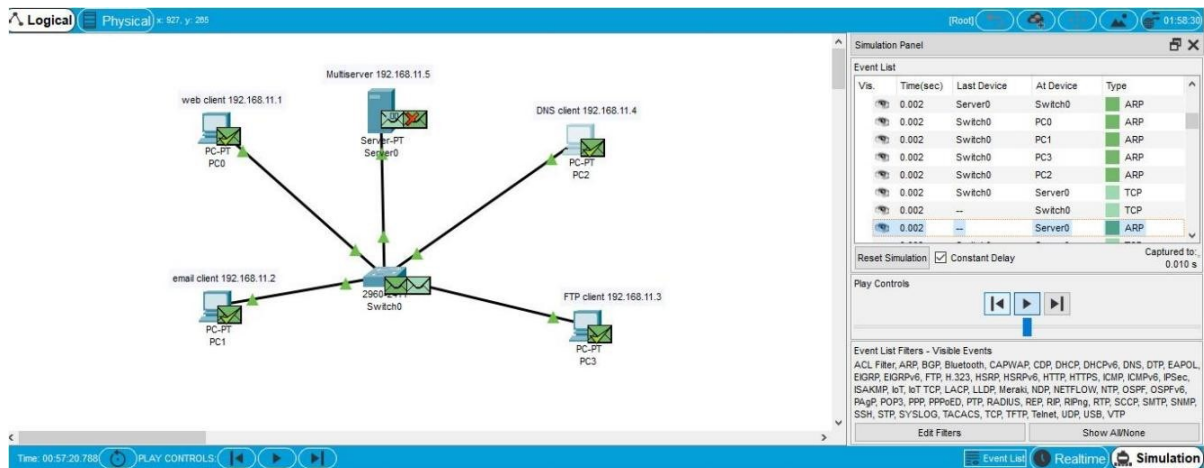 Logical
Physical
x: 927, y: 265
[Root]
01:58:30
Multiserver 192.168.11.5
web client 192.168.11.1
DNS client 192.168.11.4
PC-PT
PC0
Server-PT
Server0
PC-PT
PC2
email client 192.168.11.2
PC-PT
PC1
Switch0
FTP client 192.168.11.3
PC-PT
PC3
Simulation Panel
Event List
Vis. Time(sec) Last Device At Device Type
0.002 Server0 Switch0 ARP
0.002 Switch0 PC0 ARP
0.002 Switch0 PC1 ARP
0.002 Switch0 PC3 ARP
0.002 Switch0 PC2 ARP
0.002 Switch0 Server0 TCP
0.002 -- Switch0 TCP
0.002 -- Server0 ARP
Reset Simulation Constant Delay
Captured to:
0.010 s
Play Controls
Event List Filters - Visible Events
ACL Filter, ARP, BGP, Bluetooth, CAPWAP, CDP, DHCP, DHCPv6, DNS, DTP, EAPOL,
EIGRP, EIGRPv6, FTP, H.323, HSRP, HSRPv6, HTTP, HTTPS, ICMP, ICMPv6, IPSec,
ISAKMP, IoT, IoT TCP, LACP, LLDP, Meraki, NDP, NETFLOW, NTP, OSPF, OSPFv6,
PAgP, POP3, PPP, PPPoED, PTP, RADIUS, REP, RIP, RIPng, RTP, SCCP, SMTP, SNMP,
SSH, STP, SYSLOG, TACACS, TCP, TFTP, Telnet, UDP, USB, VTP
Edit Filters
Show All/None
Time: 00:57:20.788
PLAY CONTROLS:
Event List
Realtime
Simulation